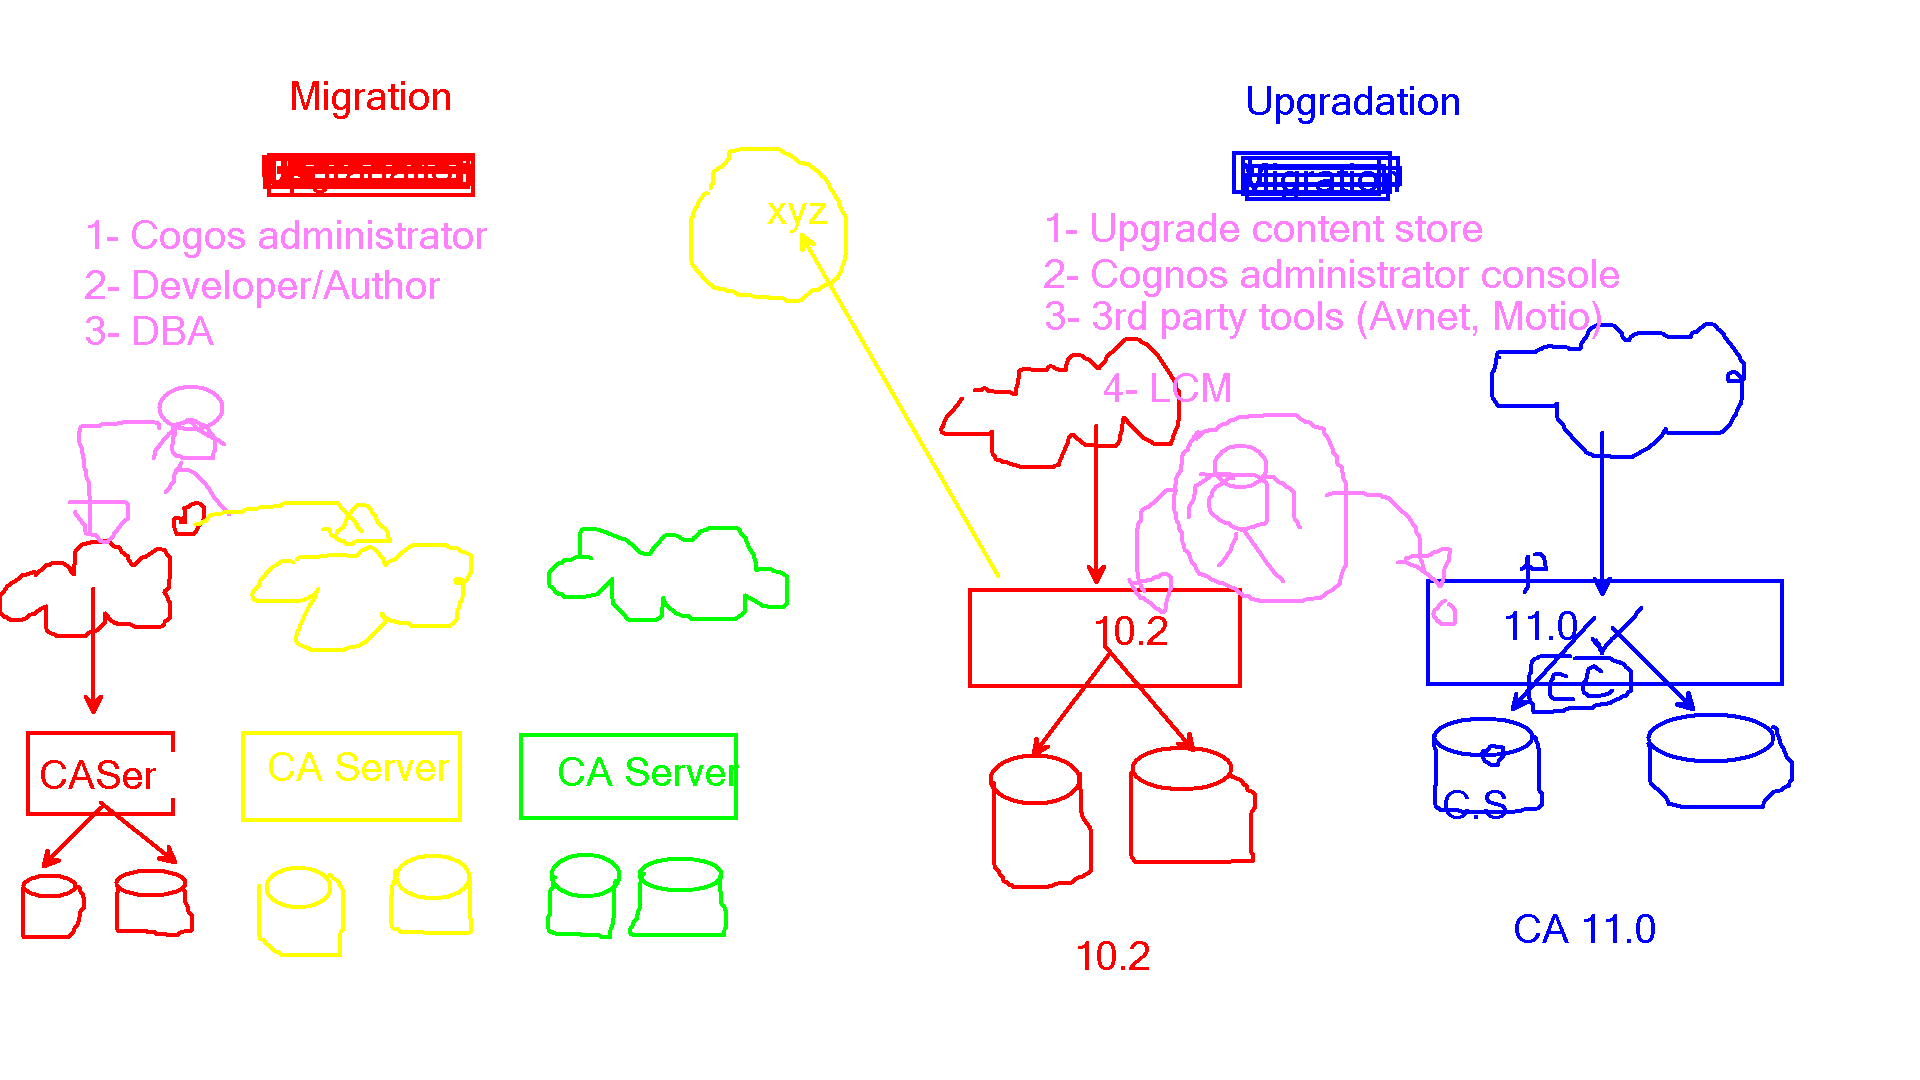 Migration
1- Cogos administrator
2- Developer/Author
3- DBA
CASer
CA Server
CA Server
xyz
Upgradation
Migration
1- Upgrade content store
2- Cognos administrator console
3- 3rd party tools (Avnet, Motio)
4- LCM
10.2
P
11.0
CC
C.S
10.2
CA 11.0